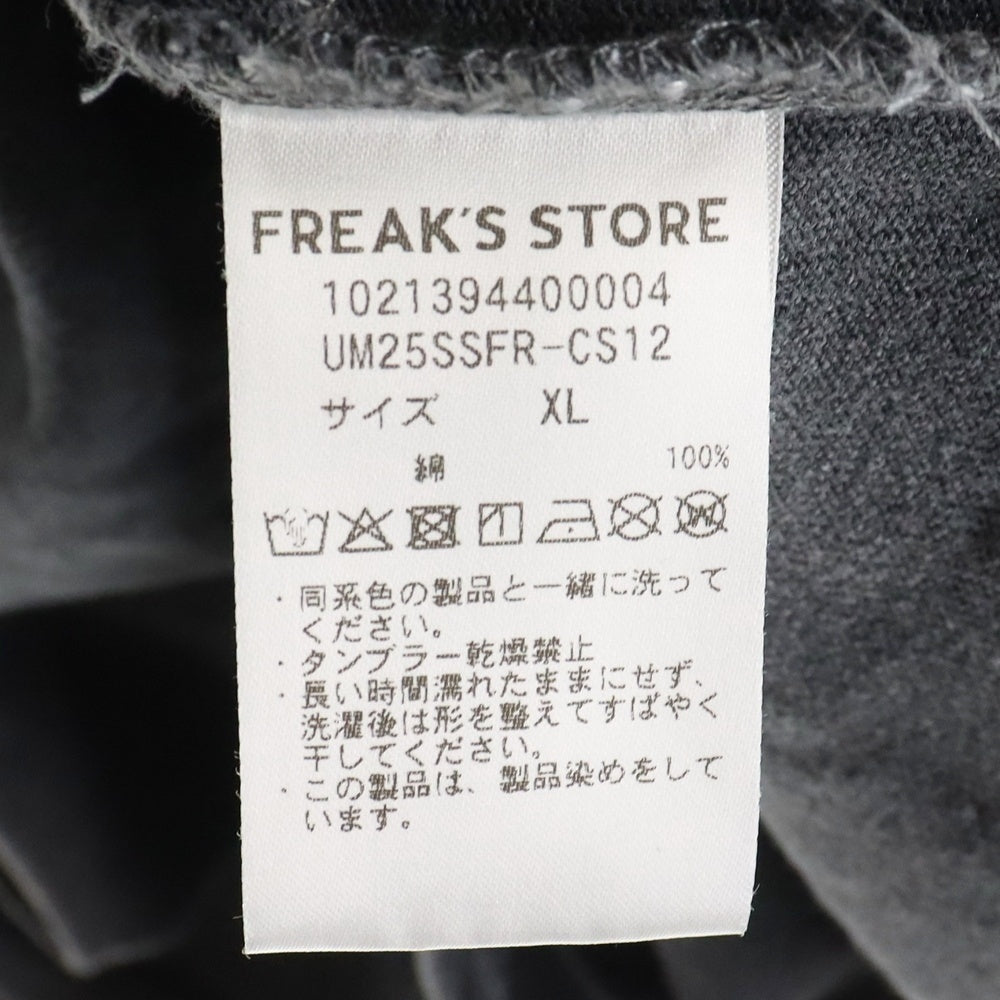 FREAK'S STORE
1021394400004
UM25SSFR-CS12
サイズ XL
綿 100%
・同系色の製品と一緒に洗って
ください。
・タンブラー乾燥禁止
・長い時間濡れたままにせず、
洗濯後は形を整えてすばやく
干してください。
・この製品は、製品染めをして
います。